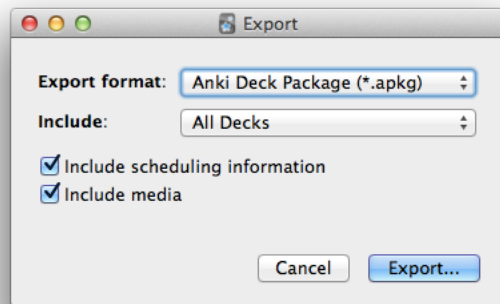 Export
Export format: Anki Deck Package (*.apkg)
Include: All Decks
Include scheduling information
Include media
Cancel Export...